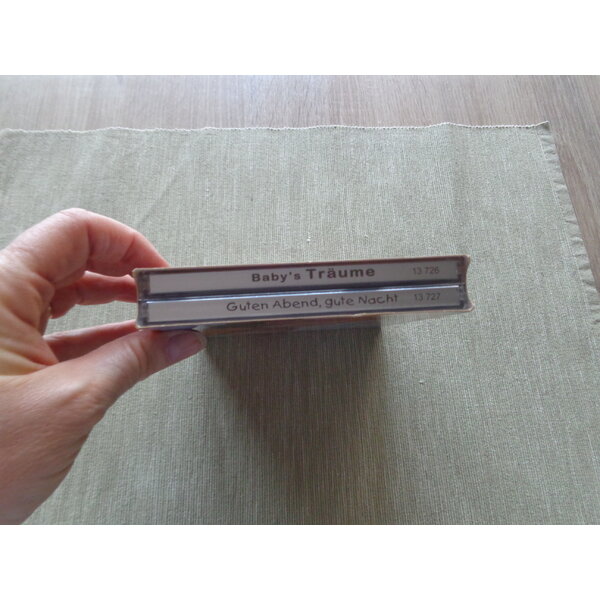 Baby's Träume 13 726
Guten Abend, gute Nacht 13 727